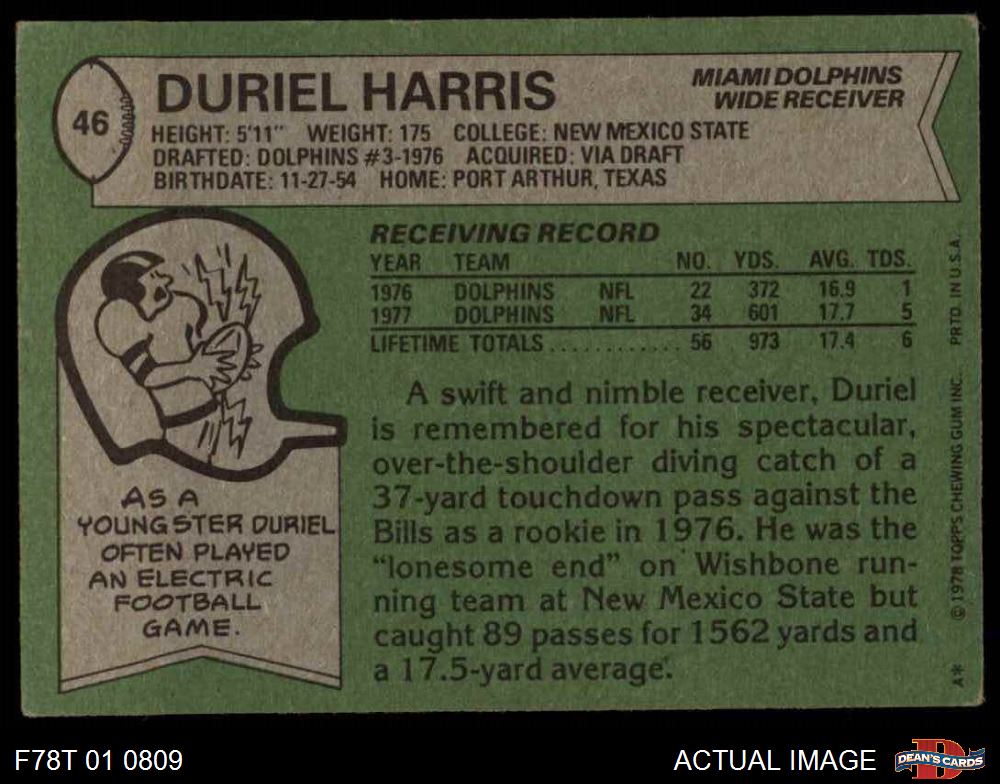 46
DURIEL HARRIS
MIAMI DOLPHINS
WIDE RECEIVER
HEIGHT: 5'11" WEIGHT: 175 COLLEGE: NEW MEXICO STATE
DRAFTED: DOLPHINS #3-1976 ACQUIRED: VIA DRAFT
BIRTHDATE: 11-27-54 HOME: PORT ARTHUR, TEXAS
RECEIVING RECORD
YEAR TEAM NO. YDS. AVG. TDS.
1976 DOLPHINS NFL 22 372 16.9 1
1977 DOLPHINS NFL 34 601 17.7 5
LIFETIME TOTALS............ 56 973 17.4 6
A swift and nimble receiver, Duriel
is remembered for his spectacular,
over-the-shoulder diving catch of a
37-yard touchdown pass against the
Bills as a rookie in 1976. He was the
"lonesome end" on Wishbone run-
ning team at New Mexico State but
caught 89 passes for 1562 yards and
a 17.5-yard average.
AS A
YOUNGSTER DURIEL
OFTEN PLAYED
AN ELECTRIC
FOOTBALL
GAME.
A* © 1978 TOPPS CHEWING GUM INC. PRTD. IN U.S.A.
F78T 01 0809
ACTUAL IMAGE
D
DEAN'S CARDS